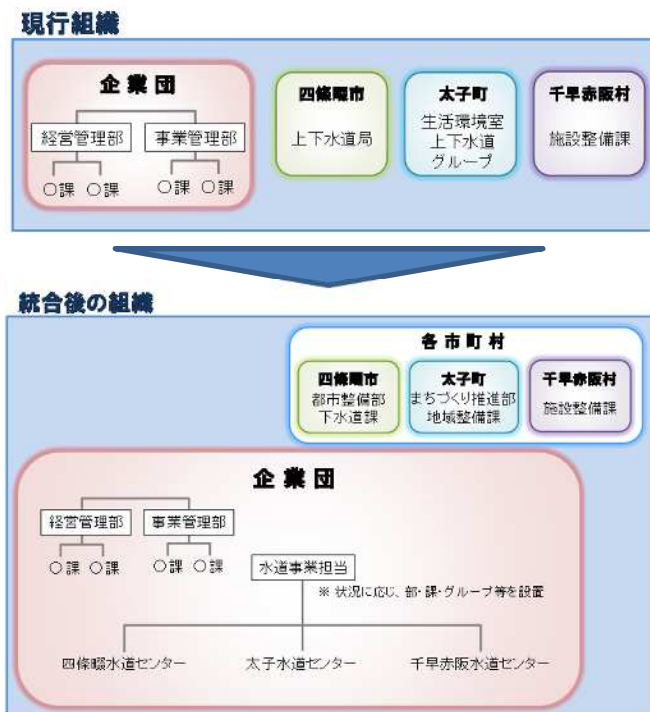 現行組織
企業団
経営管理部 事業管理部
○課 ○課 ○課 ○課
四條畷市
上下水道局
太子町
生活環境室
上下水道
グループ
千早赤阪村
施設整備課
統合後の組織
各市町村
四條畷市
都市整備部
下水道課
太子町
まちづくり推進部
地域整備課
千早赤阪村
施設整備課
企業団
経営管理部 事業管理部
○課 ○課 ○課 ○課
水道事業担当
※ 状況に応じ、部・課・グループ等を設置
四條畷水道センター 太子水道センター 千早赤阪水道センター